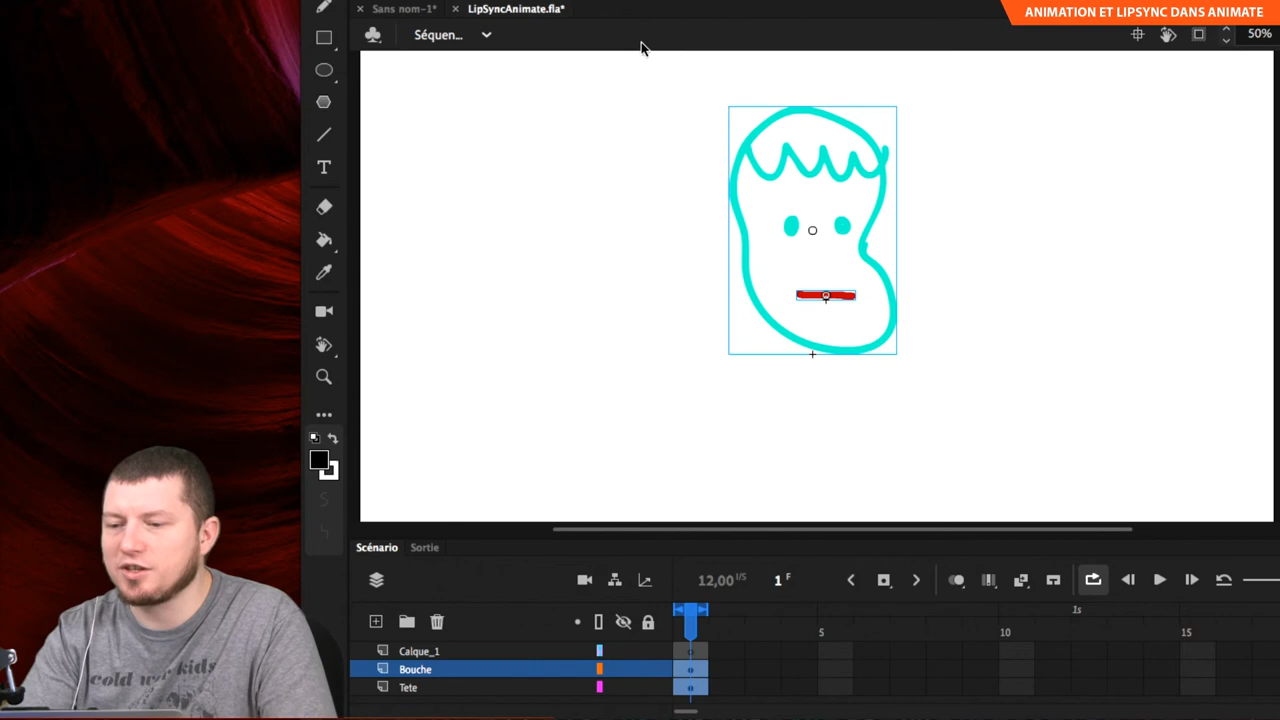 Sans nom-1*
LipSyncAnimate.fla*
ANIMATION ET LIPSYNC DANS ANIMATE
Séquen...
50%
T
Scénario
Sortie
12,00 I/S
1 F
1s
5
10
15
Calque_1
Bouche
Tete
cold war kids